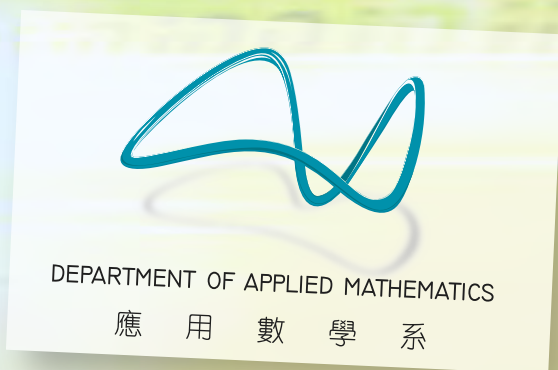 DEPARTMENT OF APPLIED MATHEMATICS
應用數學系